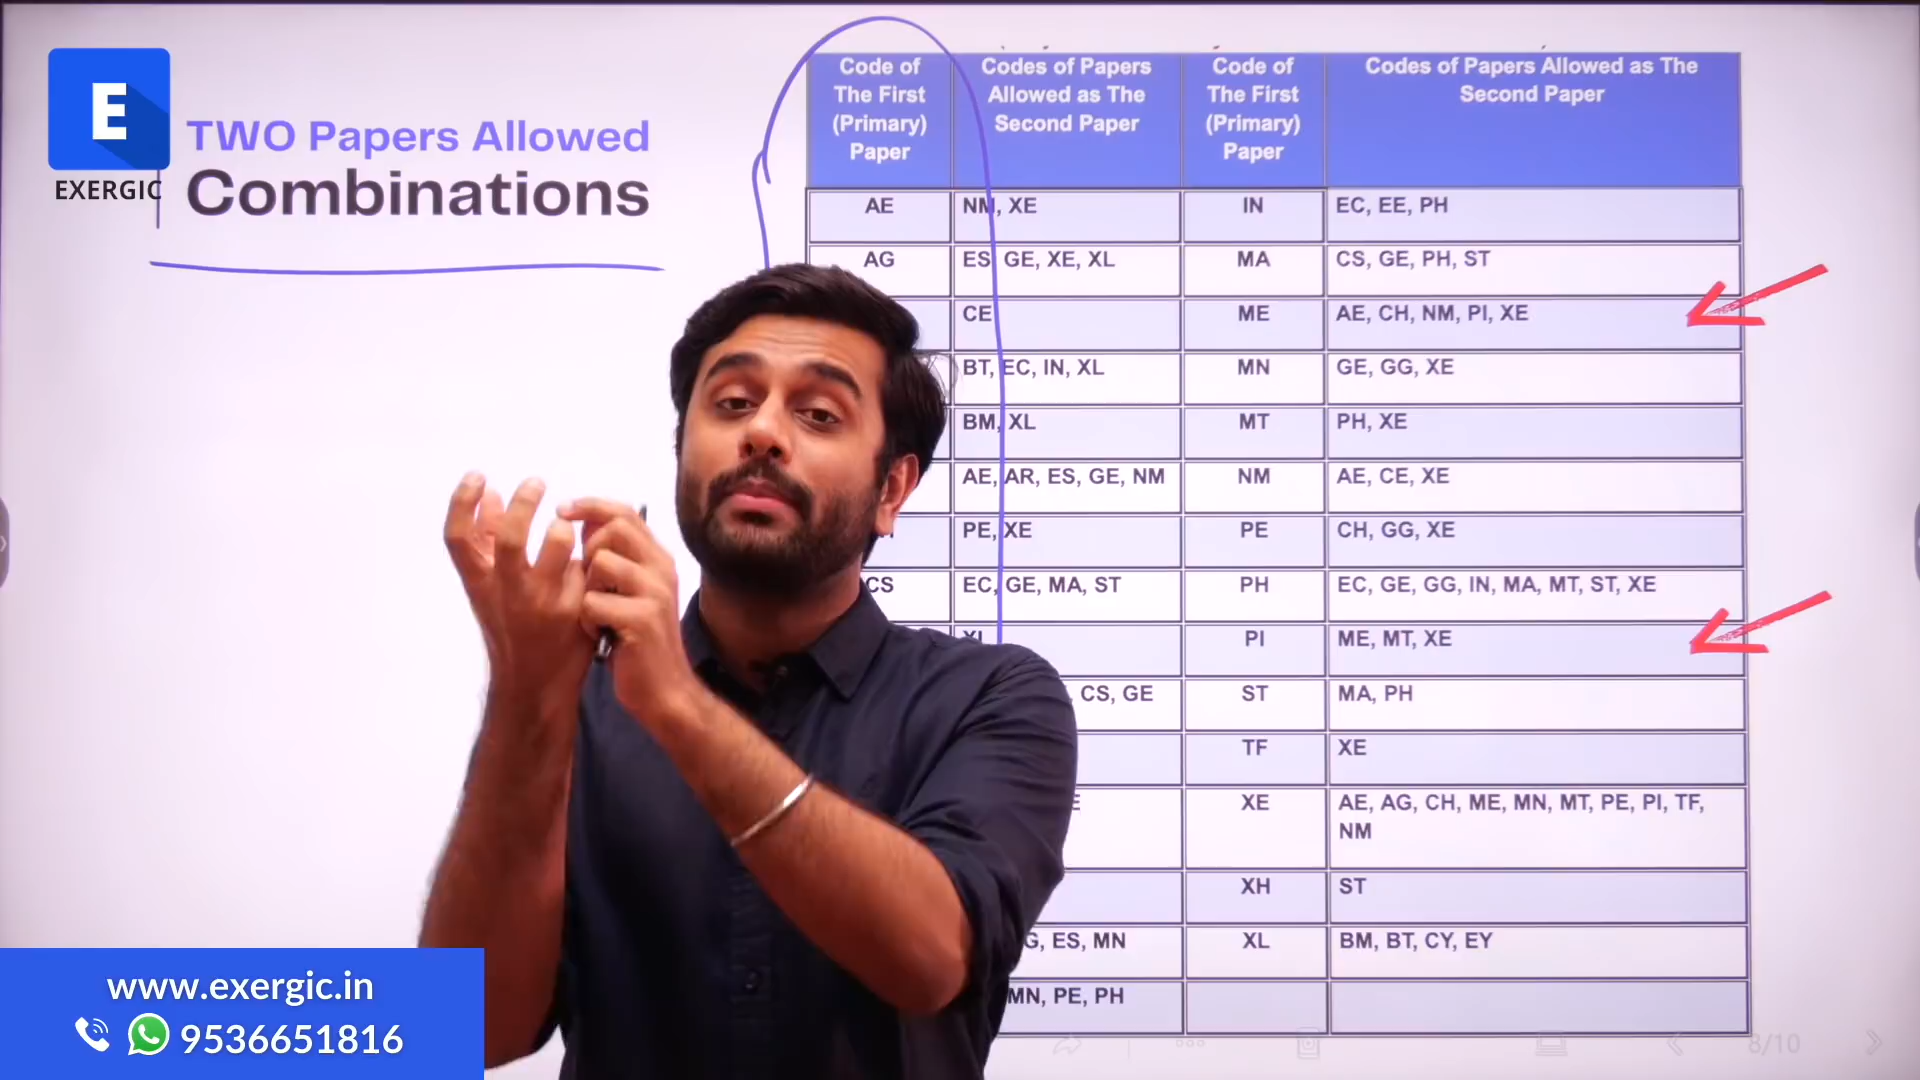 E
EXERGIC
TWO Papers Allowed
Combinations
Code of The First (Primary) Paper
Codes of Papers Allowed as The Second Paper
Code of The First (Primary) Paper
Codes of Papers Allowed as The Second Paper
AE NM, XE IN EC, EE, PH
AG ES, GE, XE, XL MA CS, GE, PH, ST
CE ME AE, CH, NM, PI, XE
BT, EC, IN, XL MN GE, GG, XE
BM, XL MT PH, XE
AE, AR, ES, GE, NM NM AE, CE, XE
PE, XE PE CH, GG, XE
CS EC, GE, MA, ST PH EC, GE, GG, IN, MA, MT, ST, XE
XL PI ME, MT, XE
CS, GE ST MA, PH
TF XE
XE AE, AG, CH, ME, MN, MT, PE, PI, TF,
NM
XH ST
ES, MN XL BM, BT, CY, EY
MN, PE, PH
www.exergic.in
9536651816
8/10